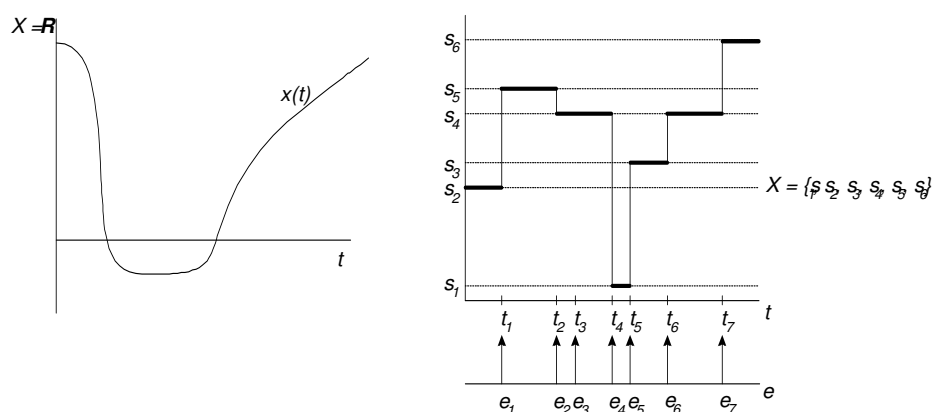 X = R
x(t)
t
s6
s5
s4
s3
s2
s1
X = {s1 s2, s3, s4, s5, s6}
t1 t2 t3 t4 t5 t6 t7 t
e1 e2 e3 e4 e5 e6 e7 e